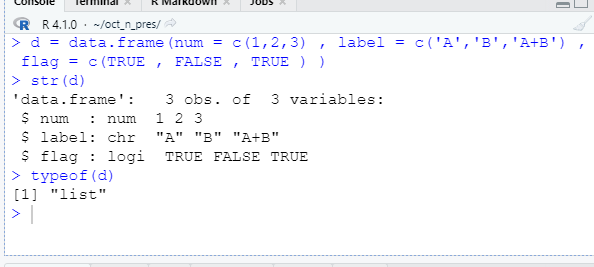 Console Terminal × R Markdown × Jobs ×
R 4.1.0 · ~/oct_n_pres/
> d = data.frame(num = c(1,2,3) , label = c('A','B','A+B') ,
flag = c(TRUE , FALSE , TRUE ) )
> str(d)
'data.frame':   3 obs. of  3 variables:
 $ num  : num  1 2 3
 $ label: chr  "A" "B" "A+B"
 $ flag : logi  TRUE FALSE TRUE
> typeof(d)
[1] "list"
>